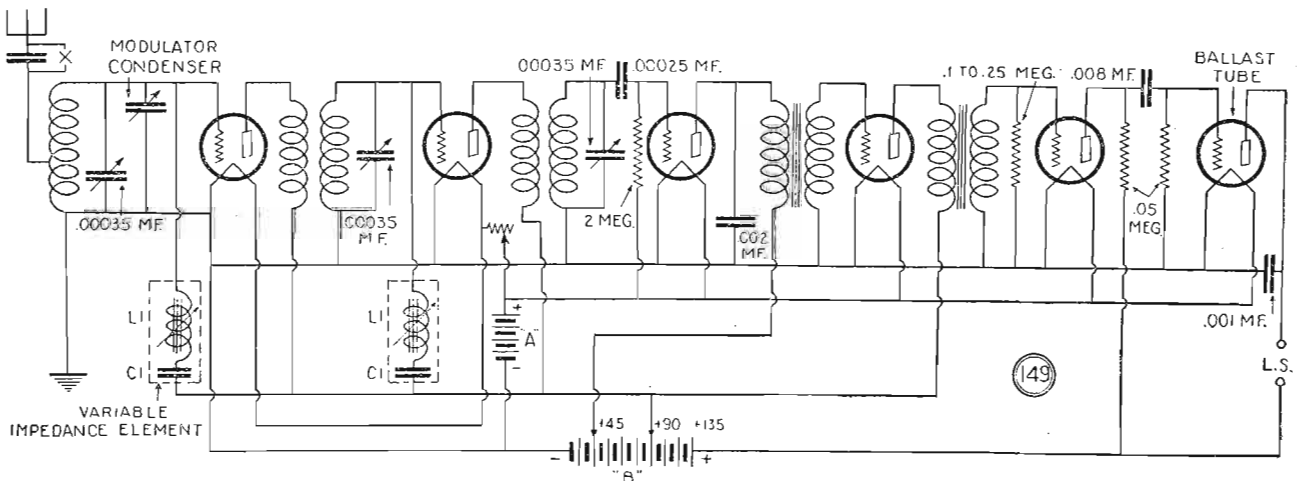 MODULATOR
CONDENSER
X
.00035 MF.
.00035
MF.
.00035 MF.
.00025 MF.
2 MEG.
.002
MF.
.1 TO 0.25 MEG.
.008 MF.
BALLAST
TUBE
.05
MEG.
.001 MF.
L.S.
L1
C1
VARIABLE
IMPEDANCE ELEMENT
L1
C1
+
"A"
-
149
+45
+90
+135
-
+
"B"